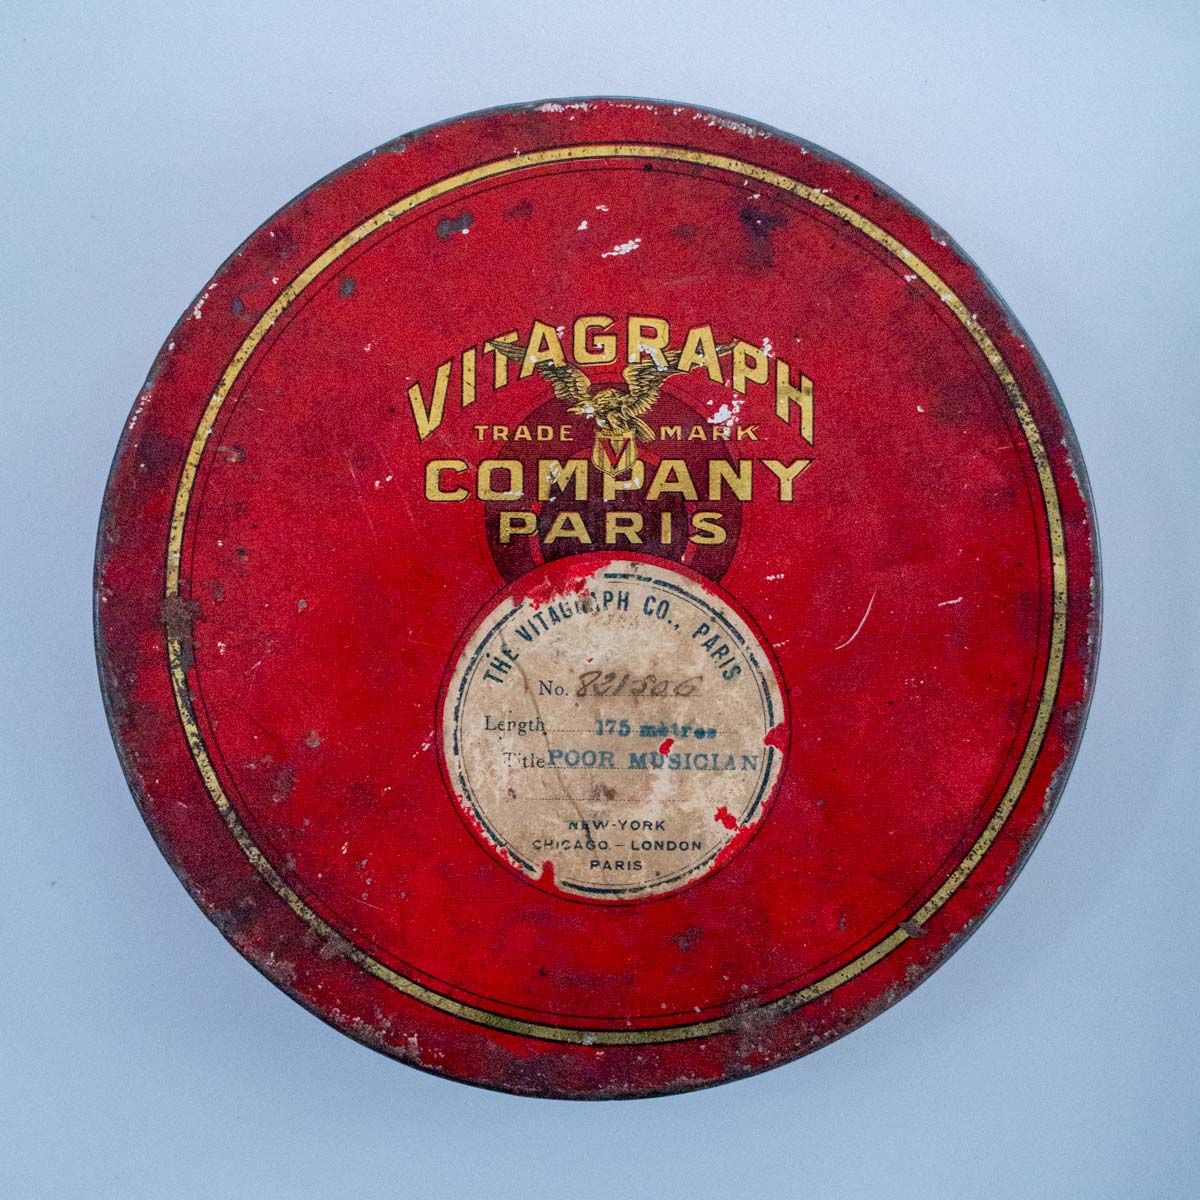 VITAGRAPH
TRADE MARK.
V
COMPANY
PARIS
THE VITAGRAPH CO., PARIS
No. 821506
Length 175 mètres
Title POOR MUSICIAN
NEW-YORK
CHICAGO - LONDON
PARIS